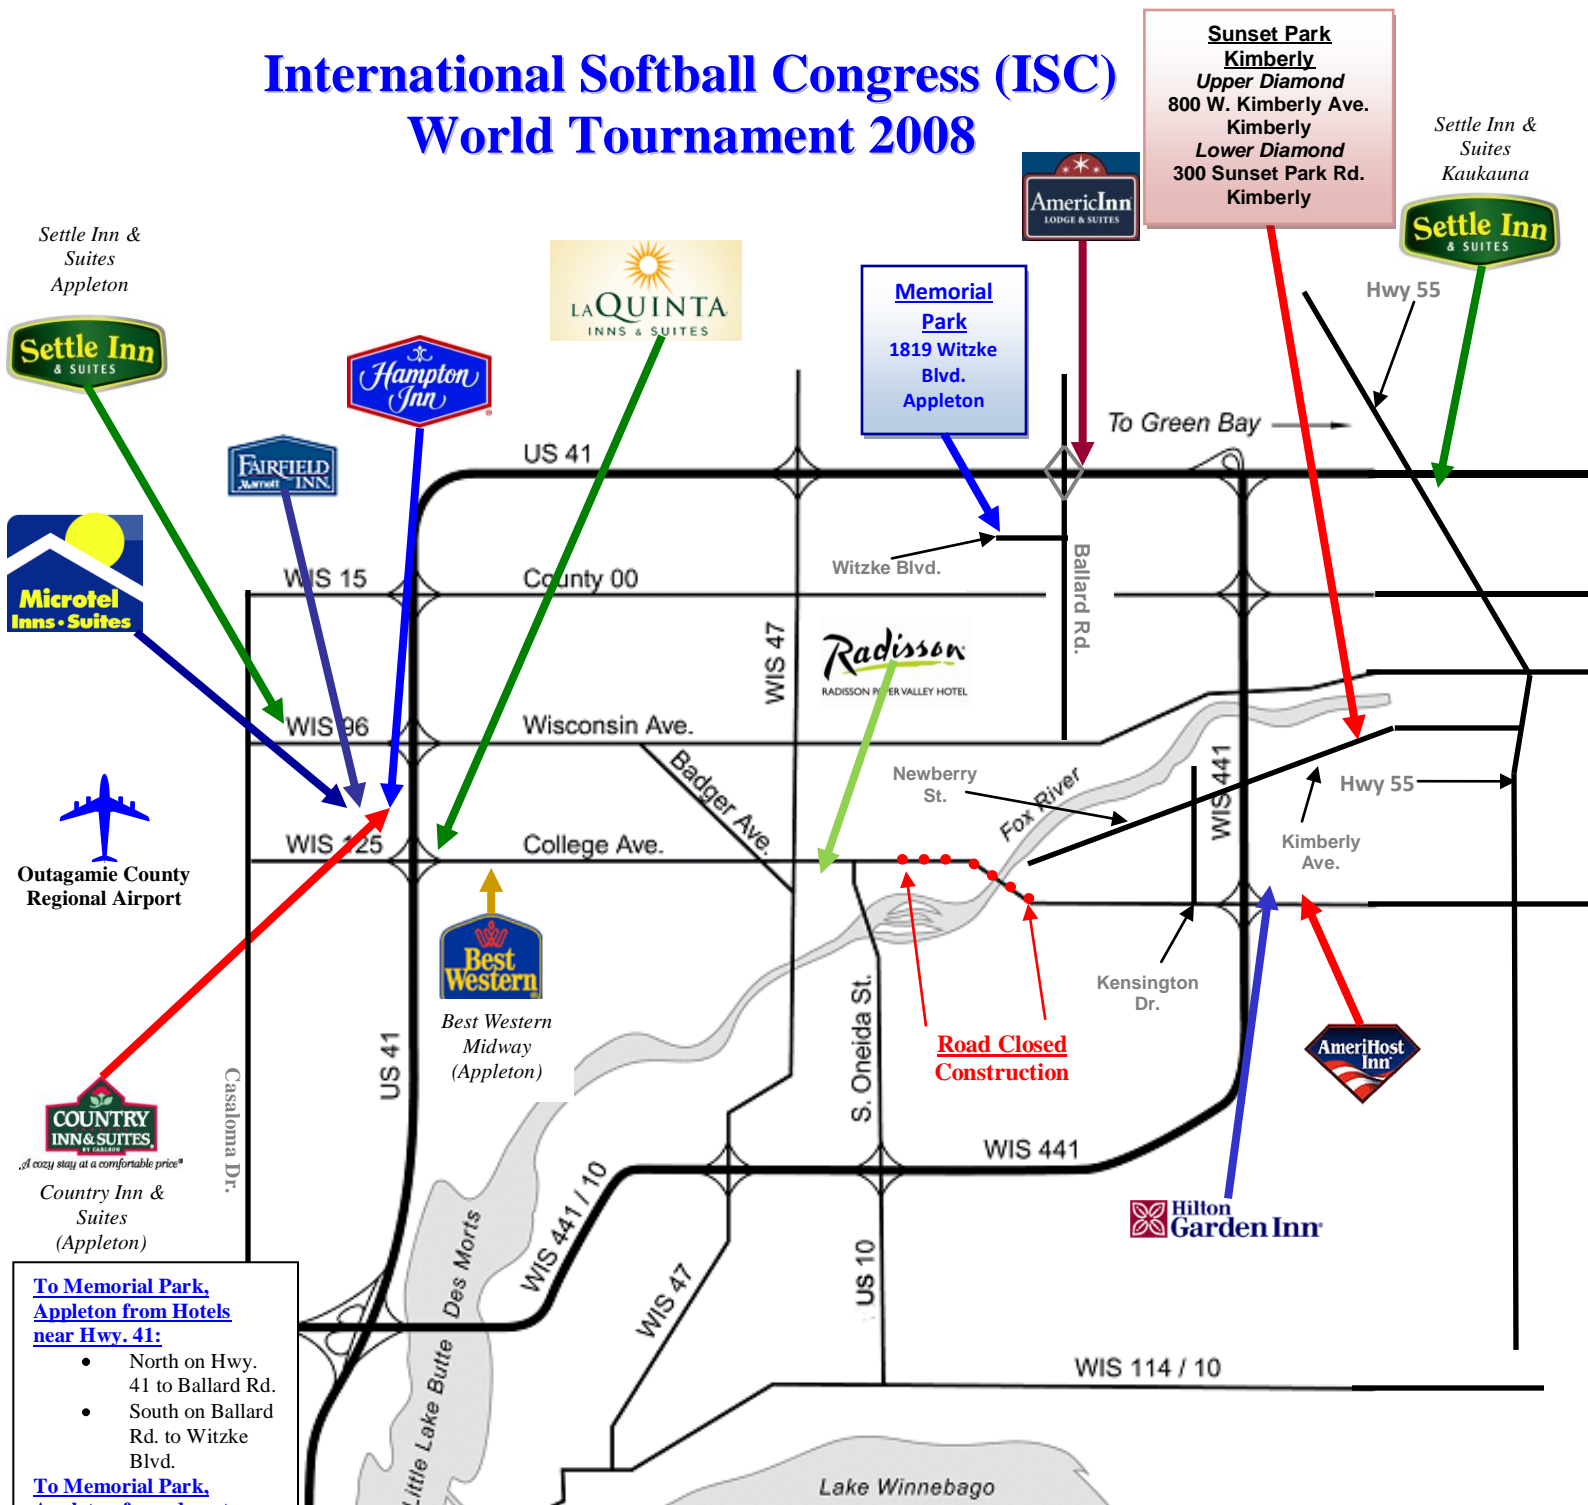 International Softball Congress (ISC)
World Tournament 2008
Sunset Park
Kimberly
Upper Diamond
800 W. Kimberly Ave.
Kimberly
Lower Diamond
300 Sunset Park Rd.
Kimberly
Settle Inn &
Suites
Kaukauna
Settle Inn
& SUITES
AmericInn
LODGE & SUITES
Settle Inn &
Suites
Appleton
Settle Inn
& SUITES
LAQUINTA
INNS & SUITES
Hampton
Inn
Memorial
Park
1819 Witzke
Blvd.
Appleton
Hwy 55
To Green Bay
US 41
FAIRFIELD
INN.
Marriott
Microtel
Inns・Suites
WIS 15
County 00
Witzke Blvd.
Ballard Rd.
WIS 47
Radisson
RADISSON PAPER VALLEY HOTEL
WIS 96
Wisconsin Ave.
Badger Ave.
Newberry
St.
Fox River
WIS 441
Hwy 55
Kimberly
Ave.
WIS 125
College Ave.
Outagamie County
Regional Airport
Best
Western
Best Western
Midway
(Appleton)
US 41
S. Oneida St.
Kensington
Dr.
Road Closed
Construction
AmeriHost
Inn
Casaloma Dr.
COUNTRY
INN & SUITES
BY CARLSON
A cozy stay at a comfortable price®
Country Inn &
Suites
(Appleton)
WIS 441
WIS 441 / 10
Hilton
Garden Inn
US 10
WIS 47
Little Lake Butte Des Morts
WIS 114 / 10
Lake Winnebago
To Memorial Park,
Appleton from Hotels
near Hwy. 41:
• North on Hwy.
41 to Ballard Rd.
• South on Ballard
Rd. to Witzke
Blvd.
To Memorial Park,